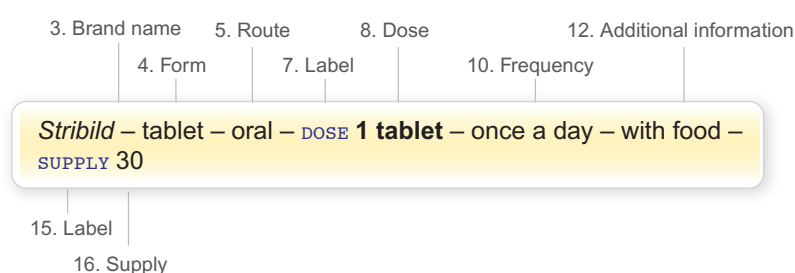 3. Brand name 5. Route 8. Dose 12. Additional information
4. Form 7. Label 10. Frequency
Stribild – tablet – oral – DOSE 1 tablet – once a day – with food –
SUPPLY 30
15. Label
16. Supply